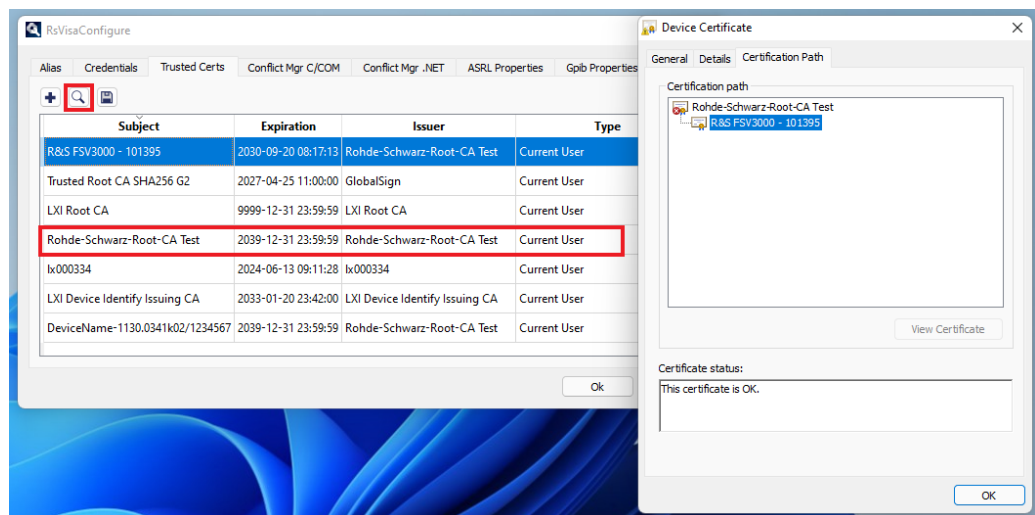 RsVisaConfigure
Alias Credentials Trusted Certs Conflict Mgr C/COM Conflict Mgr .NET ASRL Properties Gpib Properties
Subject Expiration Issuer Type
R&S FSV3000 - 101395 2030-09-20 08:17:13 Rohde-Schwarz-Root-CA Test Current User
Trusted Root CA SHA256 G2 2027-04-25 11:00:00 GlobalSign Current User
LXI Root CA 9999-12-31 23:59:59 LXI Root CA Current User
Rohde-Schwarz-Root-CA Test 2039-12-31 23:59:59 Rohde-Schwarz-Root-CA Test Current User
lx000334 2024-06-13 09:11:28 lx000334 Current User
LXI Device Identify Issuing CA 2033-01-20 23:42:00 LXI Device Identify Issuing CA Current User
DeviceName-1130.0341k02/1234567 2039-12-31 23:59:59 Rohde-Schwarz-Root-CA Test Current User
Ok
Device Certificate
General Details Certification Path
Certification path
Rohde-Schwarz-Root-CA Test
R&S FSV3000 - 101395
View Certificate
Certificate status:
This certificate is OK.
OK